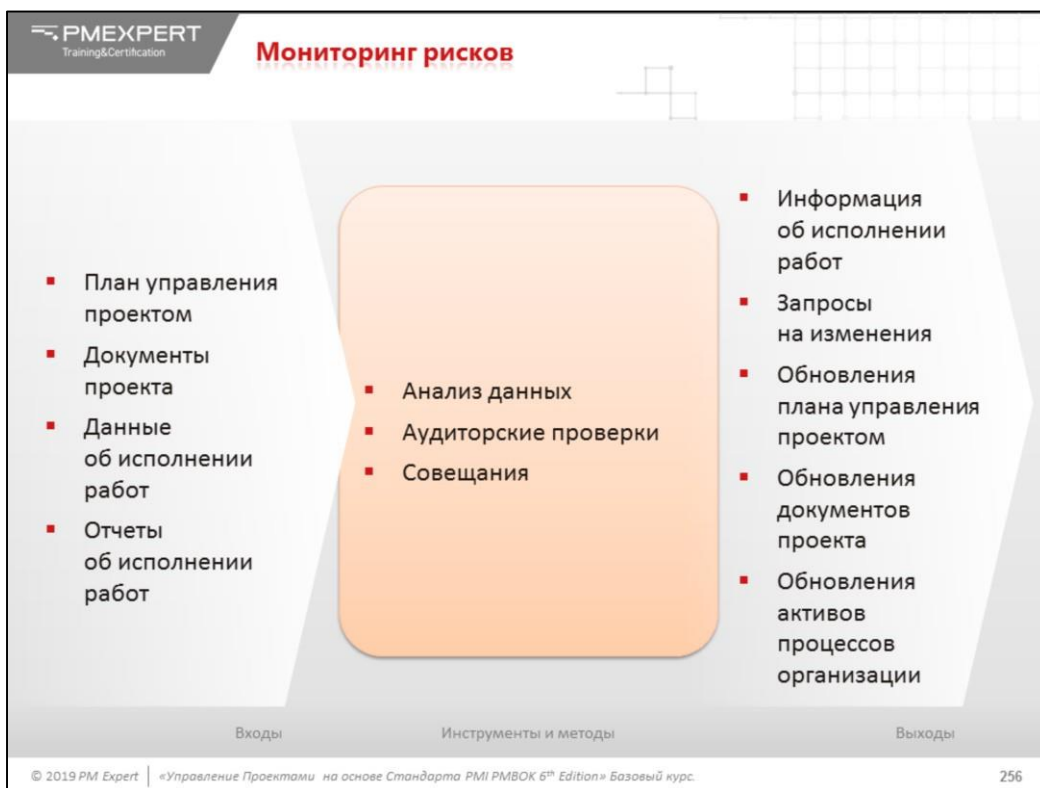 PMEXPERT
Training&Certification
Мониторинг рисков
План управления
проектом
Документы
проекта
Данные
об исполнении
работ
Отчеты
об исполнении
работ
Анализ данных
Аудиторские проверки
Совещания
Информация
об исполнении
работ
Запросы
на изменения
Обновления
плана управления
проектом
Обновления
документов
проекта
Обновления
активов
процессов
организации
Входы
Инструменты и методы
Выходы
© 2019 PM Expert | «Управление Проектами на основе Стандарта PMI PMBOK 6th Edition» Базовый курс.
256